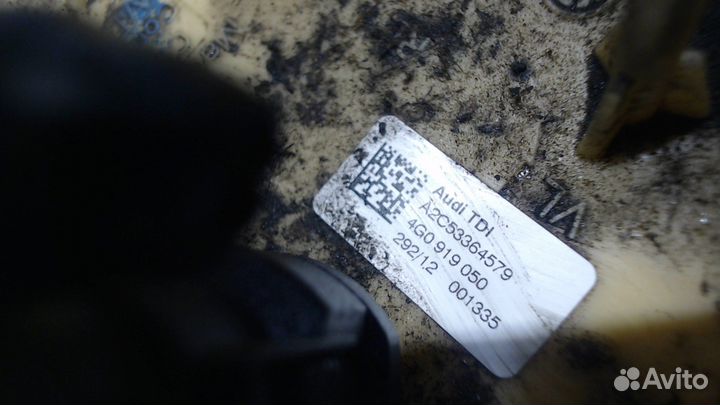 Audi TDI
A2C53364579
4G0 919 050
292/12 001335
Avito